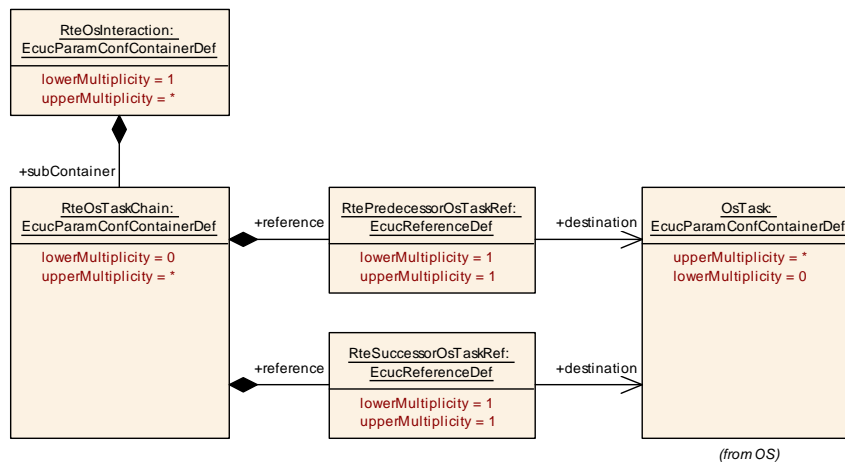 RteOsInteraction:
EcucParamConfContainerDef
lowerMultiplicity = 1
upperMultiplicity = *
+subContainer
RteOsTaskChain:
EcucParamConfContainerDef
lowerMultiplicity = 0
upperMultiplicity = *
+reference
RtePredecessorOsTaskRef:
EcucReferenceDef
lowerMultiplicity = 1
upperMultiplicity = 1
+destination
OsTask:
EcucParamConfContainerDef
upperMultiplicity = *
lowerMultiplicity = 0
+reference
RteSuccessorOsTaskRef:
EcucReferenceDef
lowerMultiplicity = 1
upperMultiplicity = 1
+destination
(from OS)